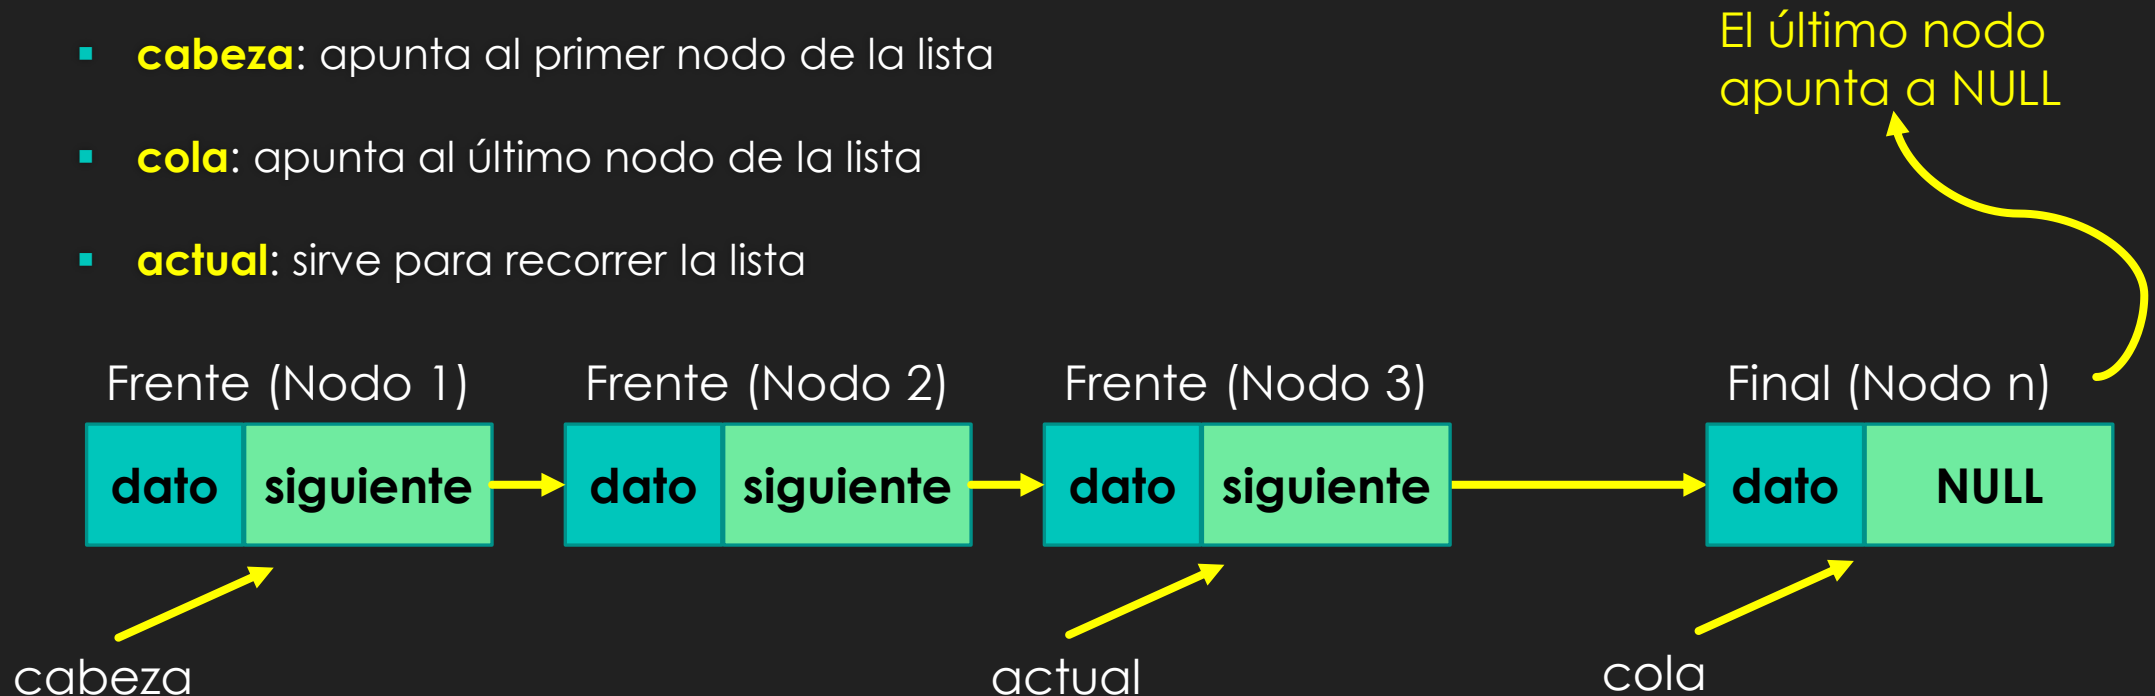 ▪ cabeza: apunta al primer nodo de la lista
▪ cola: apunta al último nodo de la lista
▪ actual: sirve para recorrer la lista
El último nodo
apunta a NULL
Frente (Nodo 1) Frente (Nodo 2) Frente (Nodo 3) Final (Nodo n)
dato siguiente dato siguiente dato siguiente dato NULL
cabeza actual cola